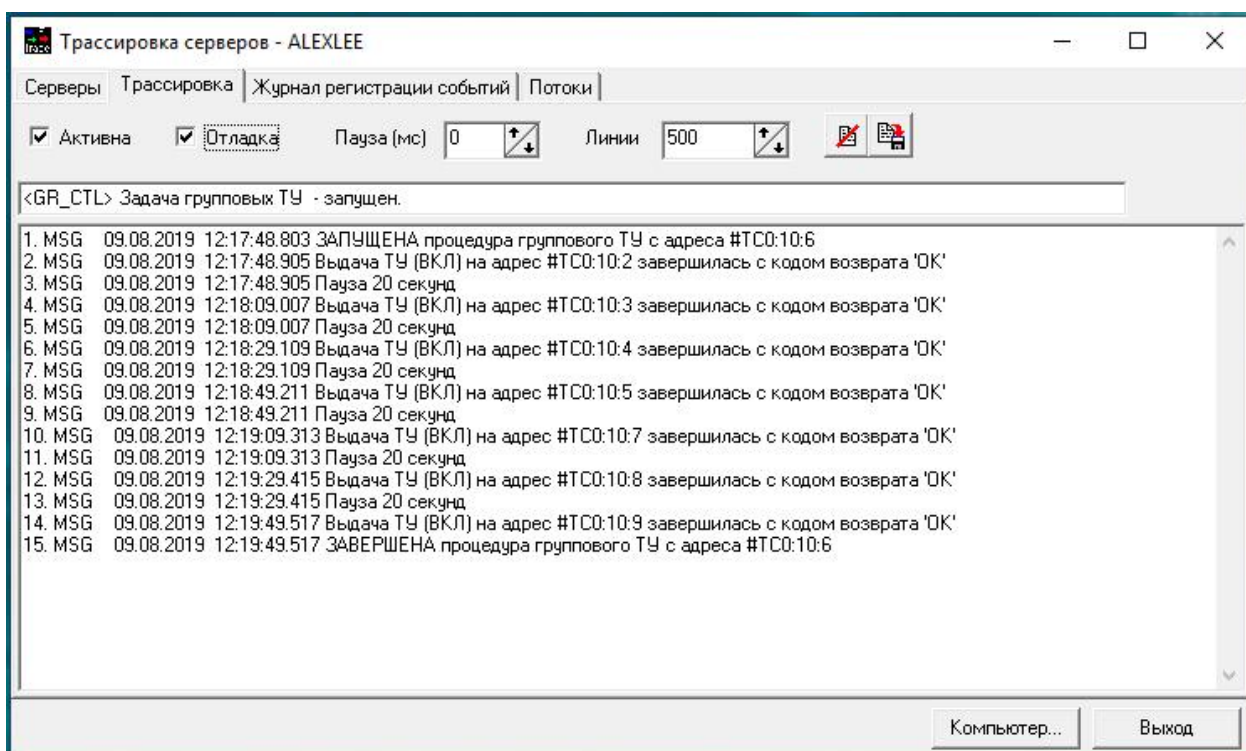 trace Трассировка серверов - ALEXLEE
Серверы Трассировка Журнал регистрации событий Потоки
Активна Отладка Пауза (мс) 0 Линии 500
<GR_CTL> Задача групповых ТУ - запущен.
1. MSG 09.08.2019 12:17:48.803 ЗАПУЩЕНА процедура группового ТУ с адреса #TC0:10:6
2. MSG 09.08.2019 12:17:48.905 Выдача ТУ (ВКЛ) на адрес #TC0:10:2 завершилась с кодом возврата 'OK'
3. MSG 09.08.2019 12:17:48.905 Пауза 20 секунд
4. MSG 09.08.2019 12:18:09.007 Выдача ТУ (ВКЛ) на адрес #TC0:10:3 завершилась с кодом возврата 'OK'
5. MSG 09.08.2019 12:18:09.007 Пауза 20 секунд
6. MSG 09.08.2019 12:18:29.109 Выдача ТУ (ВКЛ) на адрес #TC0:10:4 завершилась с кодом возврата 'OK'
7. MSG 09.08.2019 12:18:29.109 Пауза 20 секунд
8. MSG 09.08.2019 12:18:49.211 Выдача ТУ (ВКЛ) на адрес #TC0:10:5 завершилась с кодом возврата 'OK'
9. MSG 09.08.2019 12:18:49.211 Пауза 20 секунд
10. MSG 09.08.2019 12:19:09.313 Выдача ТУ (ВКЛ) на адрес #TC0:10:7 завершилась с кодом возврата 'OK'
11. MSG 09.08.2019 12:19:09.313 Пауза 20 секунд
12. MSG 09.08.2019 12:19:29.415 Выдача ТУ (ВКЛ) на адрес #TC0:10:8 завершилась с кодом возврата 'OK'
13. MSG 09.08.2019 12:19:29.415 Пауза 20 секунд
14. MSG 09.08.2019 12:19:49.517 Выдача ТУ (ВКЛ) на адрес #TC0:10:9 завершилась с кодом возврата 'OK'
15. MSG 09.08.2019 12:19:49.517 ЗАВЕРШЕНА процедура группового ТУ с адреса #TC0:10:6
Компьютер... Выход